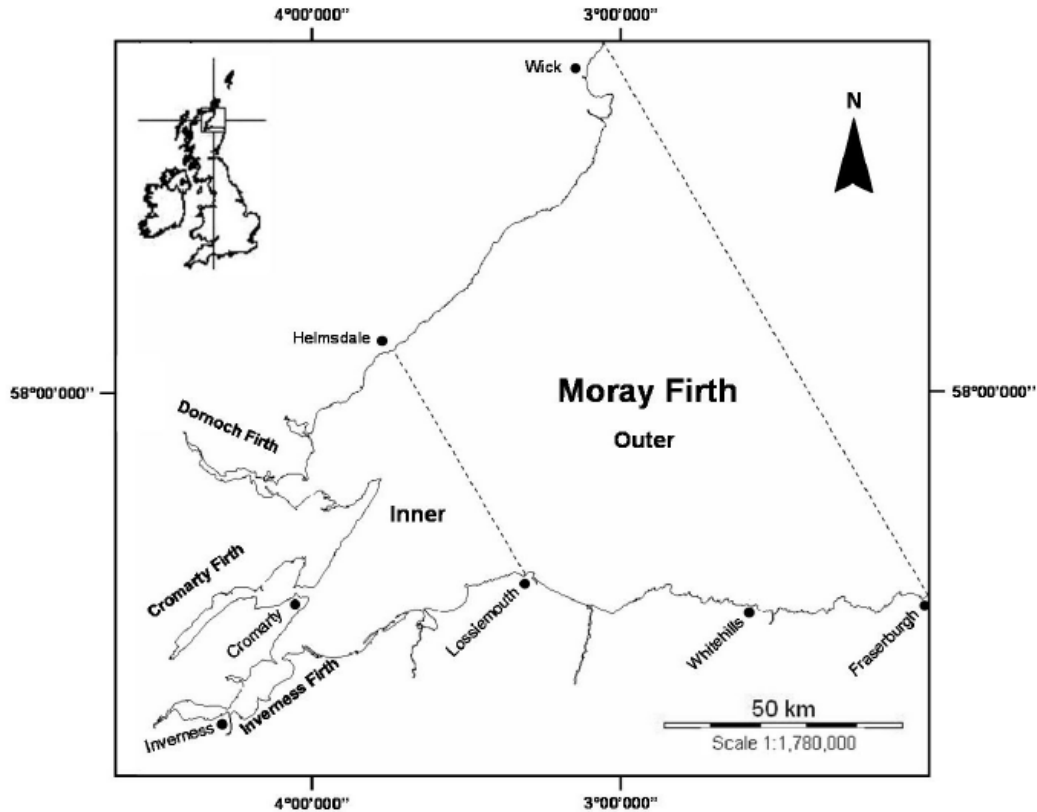 4°00'000"
3°00'000"
Wick
N
Helmsdale
58°00'000"
58°00'000"
Moray Firth
Outer
Dornoch Firth
Inner
Cromarty Firth
Cromarty
Lossiemouth
Whitehills
Fraserburgh
Inverness Firth
Inverness
50 km
Scale 1:1,780,000
4°00'000"
3°00'000"